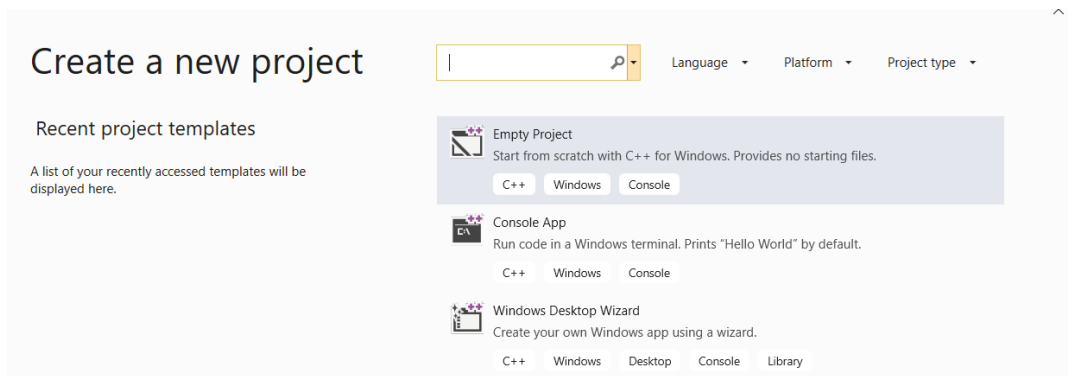 Create a new project
Language
Platform
Project type
Recent project templates
A list of your recently accessed templates will be
displayed here.
Empty Project
Start from scratch with C++ for Windows. Provides no starting files.
C++ Windows Console
Console App
Run code in a Windows terminal. Prints "Hello World" by default.
C++ Windows Console
Windows Desktop Wizard
Create your own Windows app using a wizard.
C++ Windows Desktop Console Library